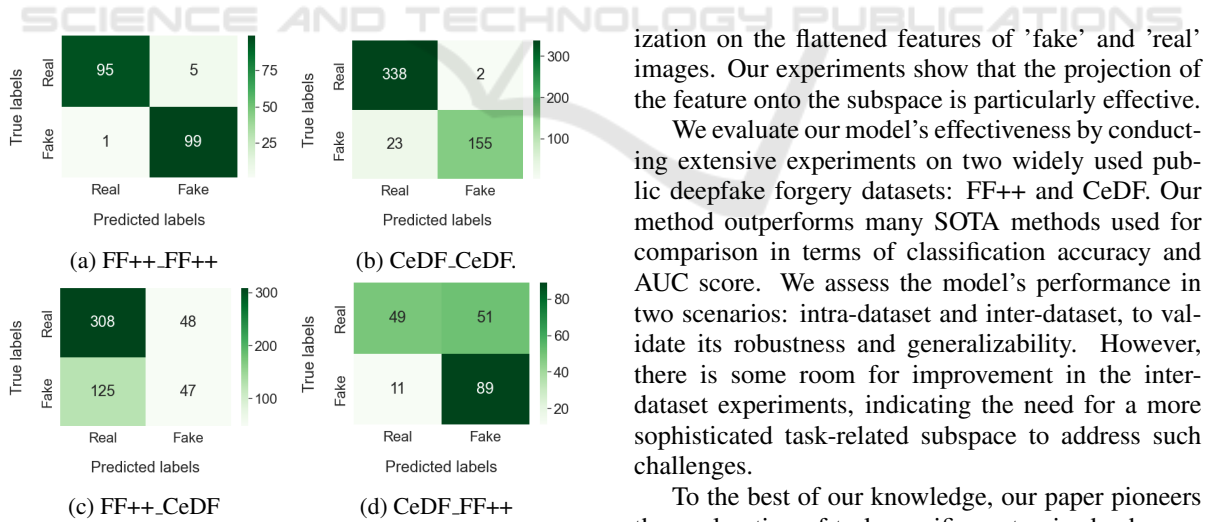 SCIENCE AND TECHNOLOGY PUBLICATIONS
True labels
Real
Fake
95 5
1 99
75
50
25
Real Fake
Predicted labels
(a) FF++_FF++
True labels
Real
Fake
338 2
23 155
300
200
100
Real Fake
Predicted labels
(b) CeDF_CeDF.
True labels
Real
Fake
308 48
125 47
300
200
100
Real Fake
Predicted labels
(c) FF++_CeDF
True labels
Real
Fake
49 51
11 89
80
60
40
20
Real Fake
Predicted labels
(d) CeDF_FF++
ization on the flattened features of 'fake' and 'real'
images. Our experiments show that the projection of
the feature onto the subspace is particularly effective.
We evaluate our model's effectiveness by conduct-
ing extensive experiments on two widely used pub-
lic deepfake forgery datasets: FF++ and CeDF. Our
method outperforms many SOTA methods used for
comparison in terms of classification accuracy and
AUC score. We assess the model's performance in
two scenarios: intra-dataset and inter-dataset, to val-
idate its robustness and generalizability. However,
there is some room for improvement in the inter-
dataset experiments, indicating the need for a more
sophisticated task-related subspace to address such
challenges.
To the best of our knowledge, our paper pioneers